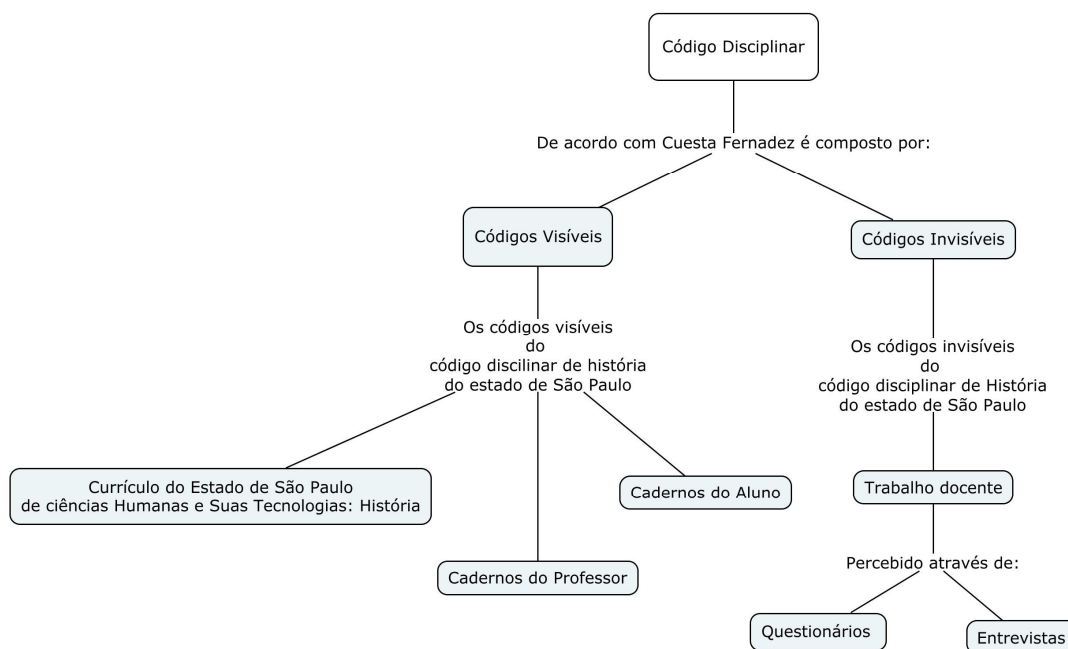 Código Disciplinar
De acordo com Cuesta Fernadez é composto por:
Códigos Visíveis
Códigos Invisíveis
Os códigos visíveis
do
código discilinar de história
do estado de São Paulo
Os códigos invisíveis
do
código disciplinar de História
do estado de São Paulo
Currículo do Estado de São Paulo
de ciências Humanas e Suas Tecnologias: História
Cadernos do Aluno
Trabalho docente
Cadernos do Professor
Percebido através de:
Questionários
Entrevistas